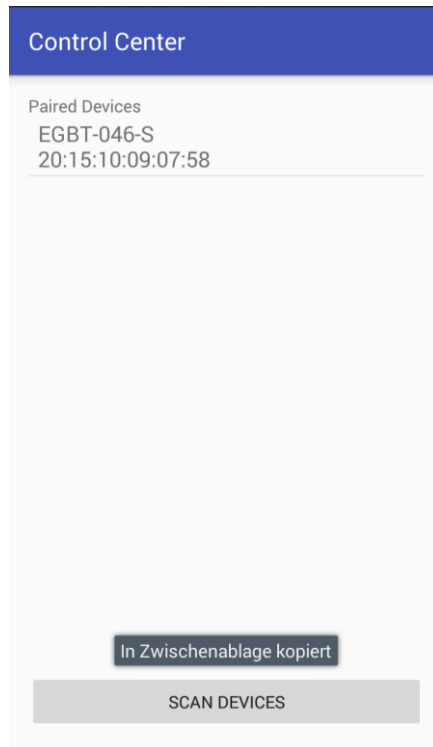 Control Center
Paired Devices
EGBT-046-S
20:15:10:09:07:58
In Zwischenablage kopiert
SCAN DEVICES